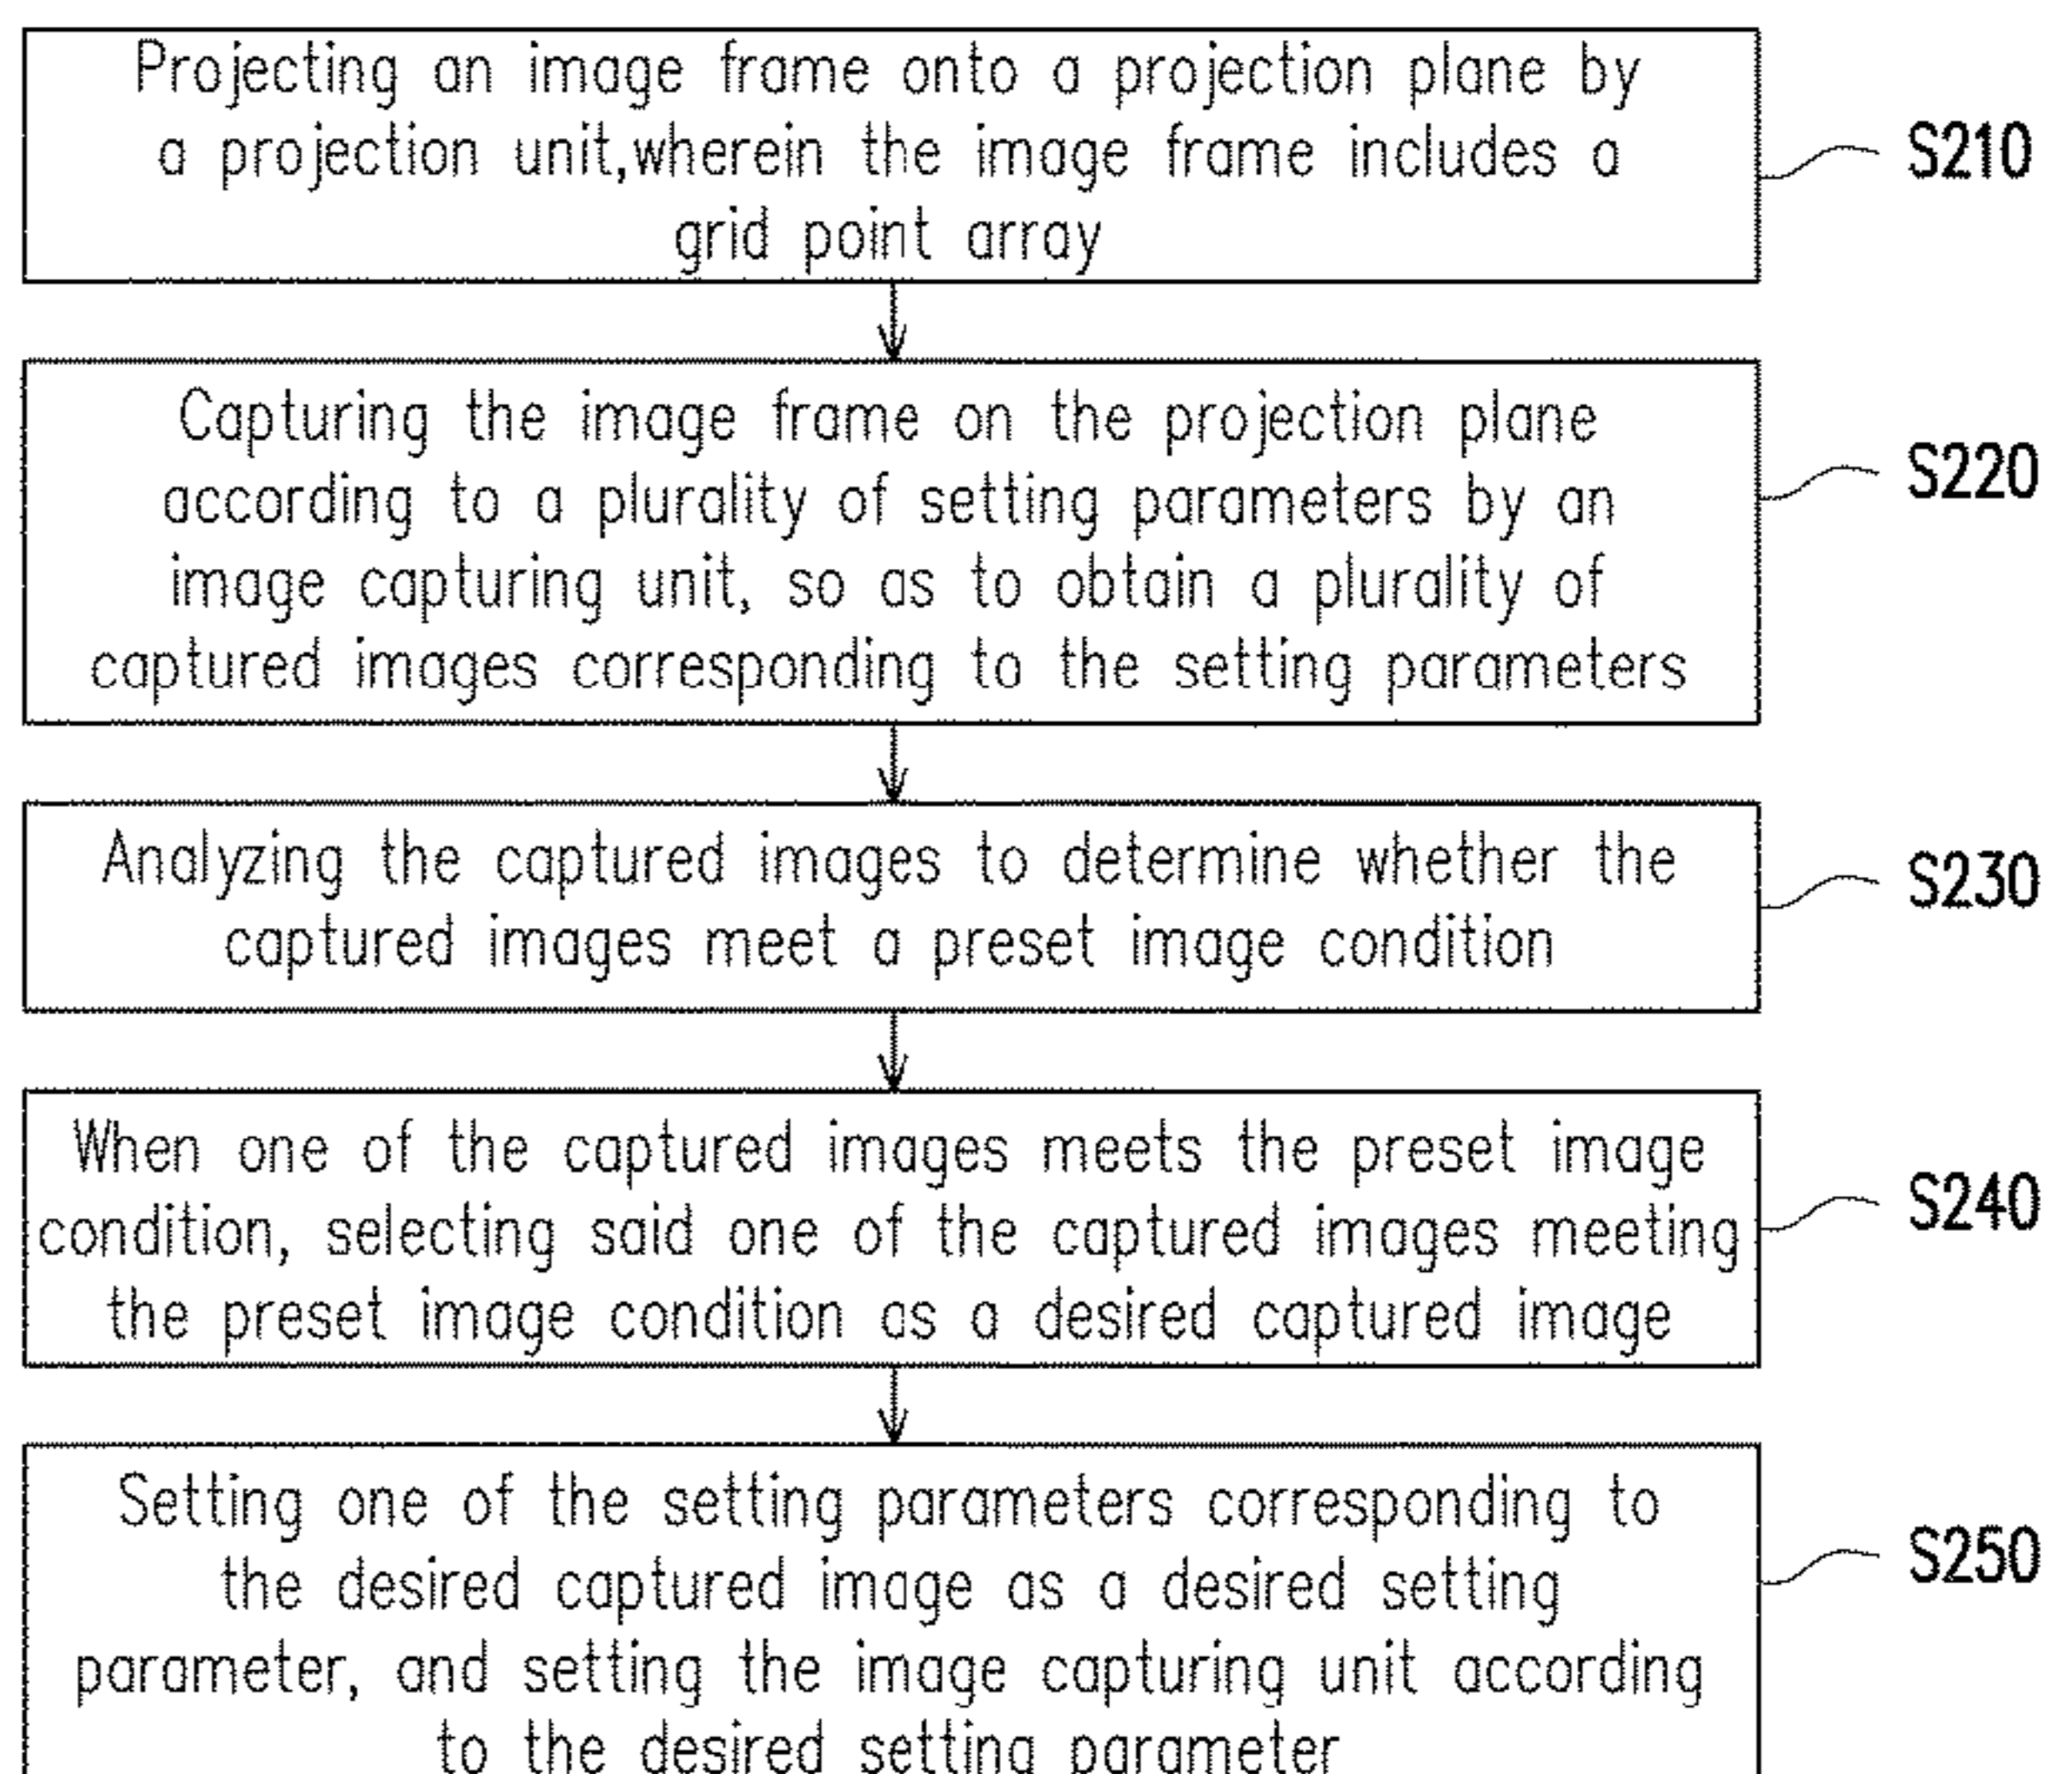 Projecting an image frame onto a projection plane by
a projection unit,wherein the image frame includes a
grid point array
S210
Capturing the image frame on the projection plane
according to a plurality of setting parameters by an
image capturing unit, so as to obtain a plurality of
captured images corresponding to the setting parameters
S220
Analyzing the captured images to determine whether the
captured images meet a preset image condition
S230
When one of the captured images meets the preset image
condition, selecting said one of the captured images meeting
the preset image condition as a desired captured image
S240
Setting one of the setting parameters corresponding to
the desired captured image as a desired setting
parameter, and setting the image capturing unit according
to the desired setting parameter
S250